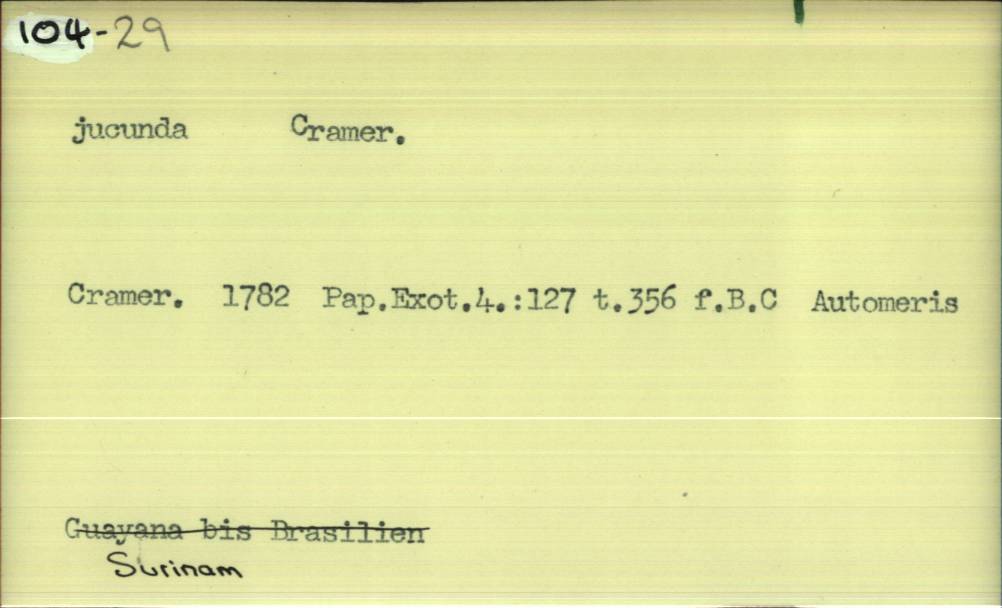 104-29
jucunda Cramer.
Cramer. 1782 Pap.Exot.4.:127 t.356 f.B.C Automeris
Guayana bis Brasilien
Surinam